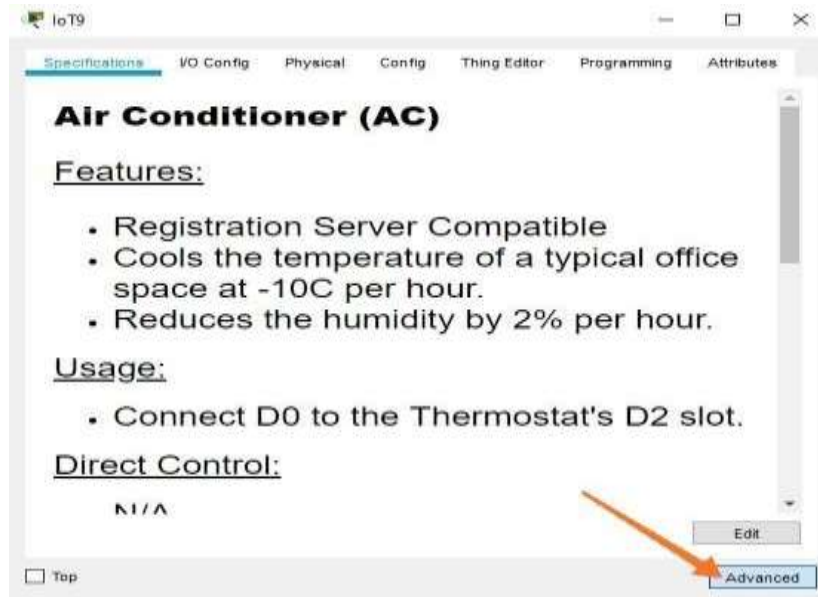 IoT9
Specifications I/O Config Physical Config Thing Editor Programming Attributes
Air Conditioner (AC)
Features:
• Registration Server Compatible
• Cools the temperature of a typical office
space at -10C per hour.
• Reduces the humidity by 2% per hour.
Usage:
• Connect D0 to the Thermostat's D2 slot.
Direct Control:
N/A
Edit
Top
Advanced